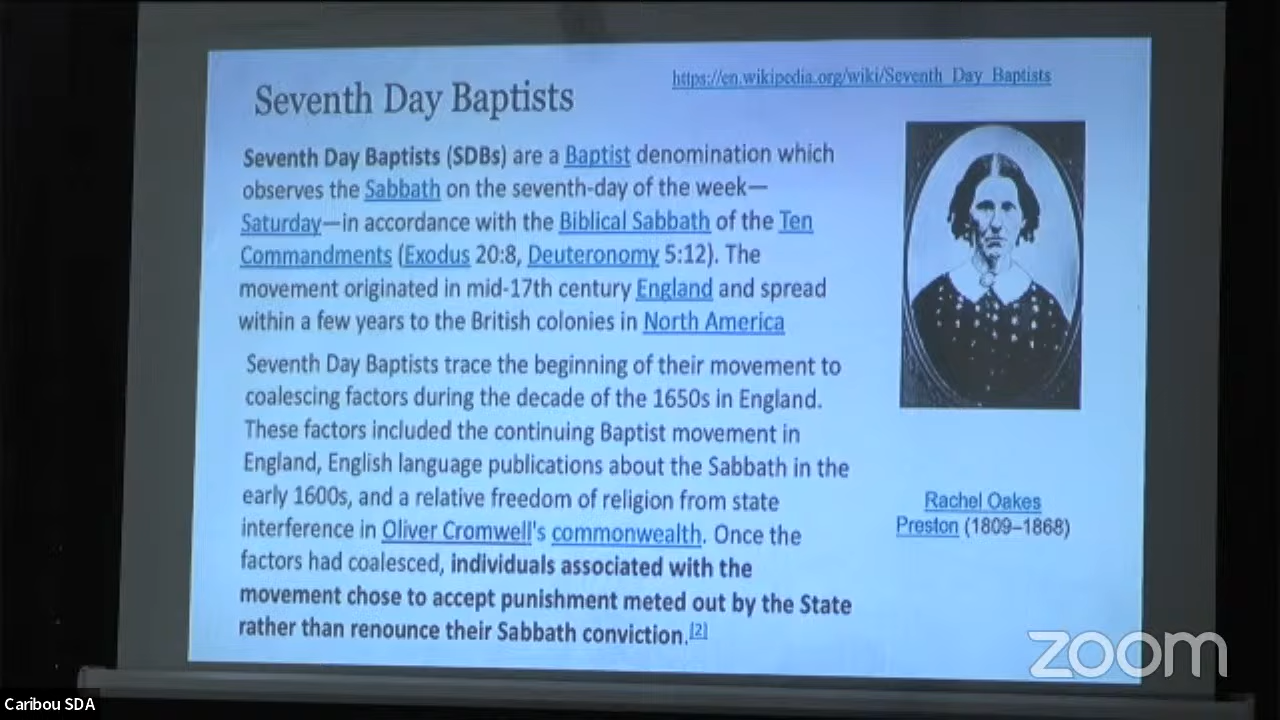 Seventh Day Baptists
https://en.wikipedia.org/wiki/Seventh_Day_Baptists
Seventh Day Baptists (SDBs) are a Baptist denomination which
observes the Sabbath on the seventh-day of the week—
Saturday—in accordance with the Biblical Sabbath of the Ten
Commandments (Exodus 20:8, Deuteronomy 5:12). The
movement originated in mid-17th century England and spread
within a few years to the British colonies in North America
Seventh Day Baptists trace the beginning of their movement to
coalescing factors during the decade of the 1650s in England.
These factors included the continuing Baptist movement in
England, English language publications about the Sabbath in the
early 1600s, and a relative freedom of religion from state
interference in Oliver Cromwell's commonwealth. Once the
factors had coalesced, individuals associated with the
movement chose to accept punishment meted out by the State
rather than renounce their Sabbath conviction.[2]
Rachel Oakes
Preston (1809–1868)
zoom
Caribou SDA